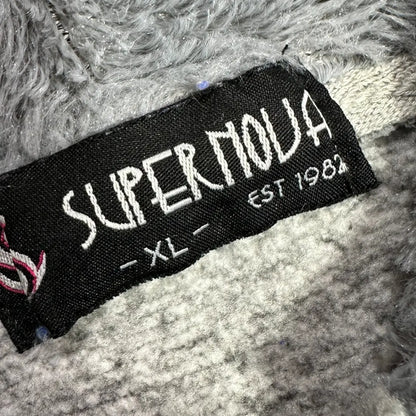 SUPERNOVA
EST 1982
- XL -